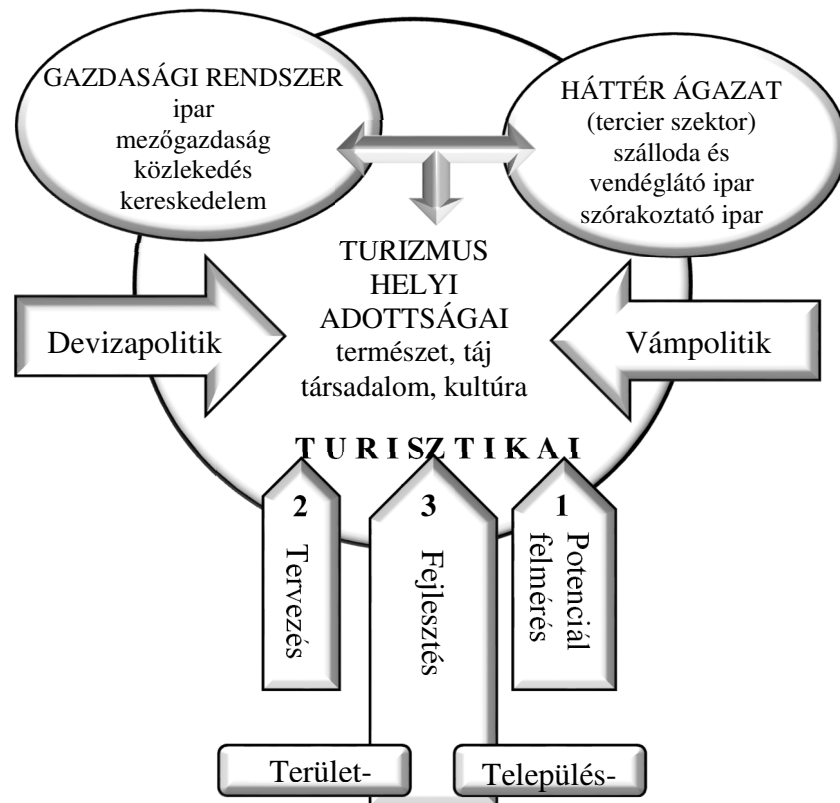 GAZDASÁGI RENDSZER
ipar
mezőgazdaság
közlekedés
kereskedelem
HÁTTÉR ÁGAZAT
(tercier szektor)
szálloda és
vendéglátó ipar
szórakoztató ipar
TURIZMUS
HELYI
ADOTTSÁGAI
természet, táj
társadalom, kultúra
Devizapolitik
Vámpolitik
T U R I SZ T I K A I
2
Tervezés
3
Fejlesztés
1
Potenciál
felmérés
Terület-
Település-